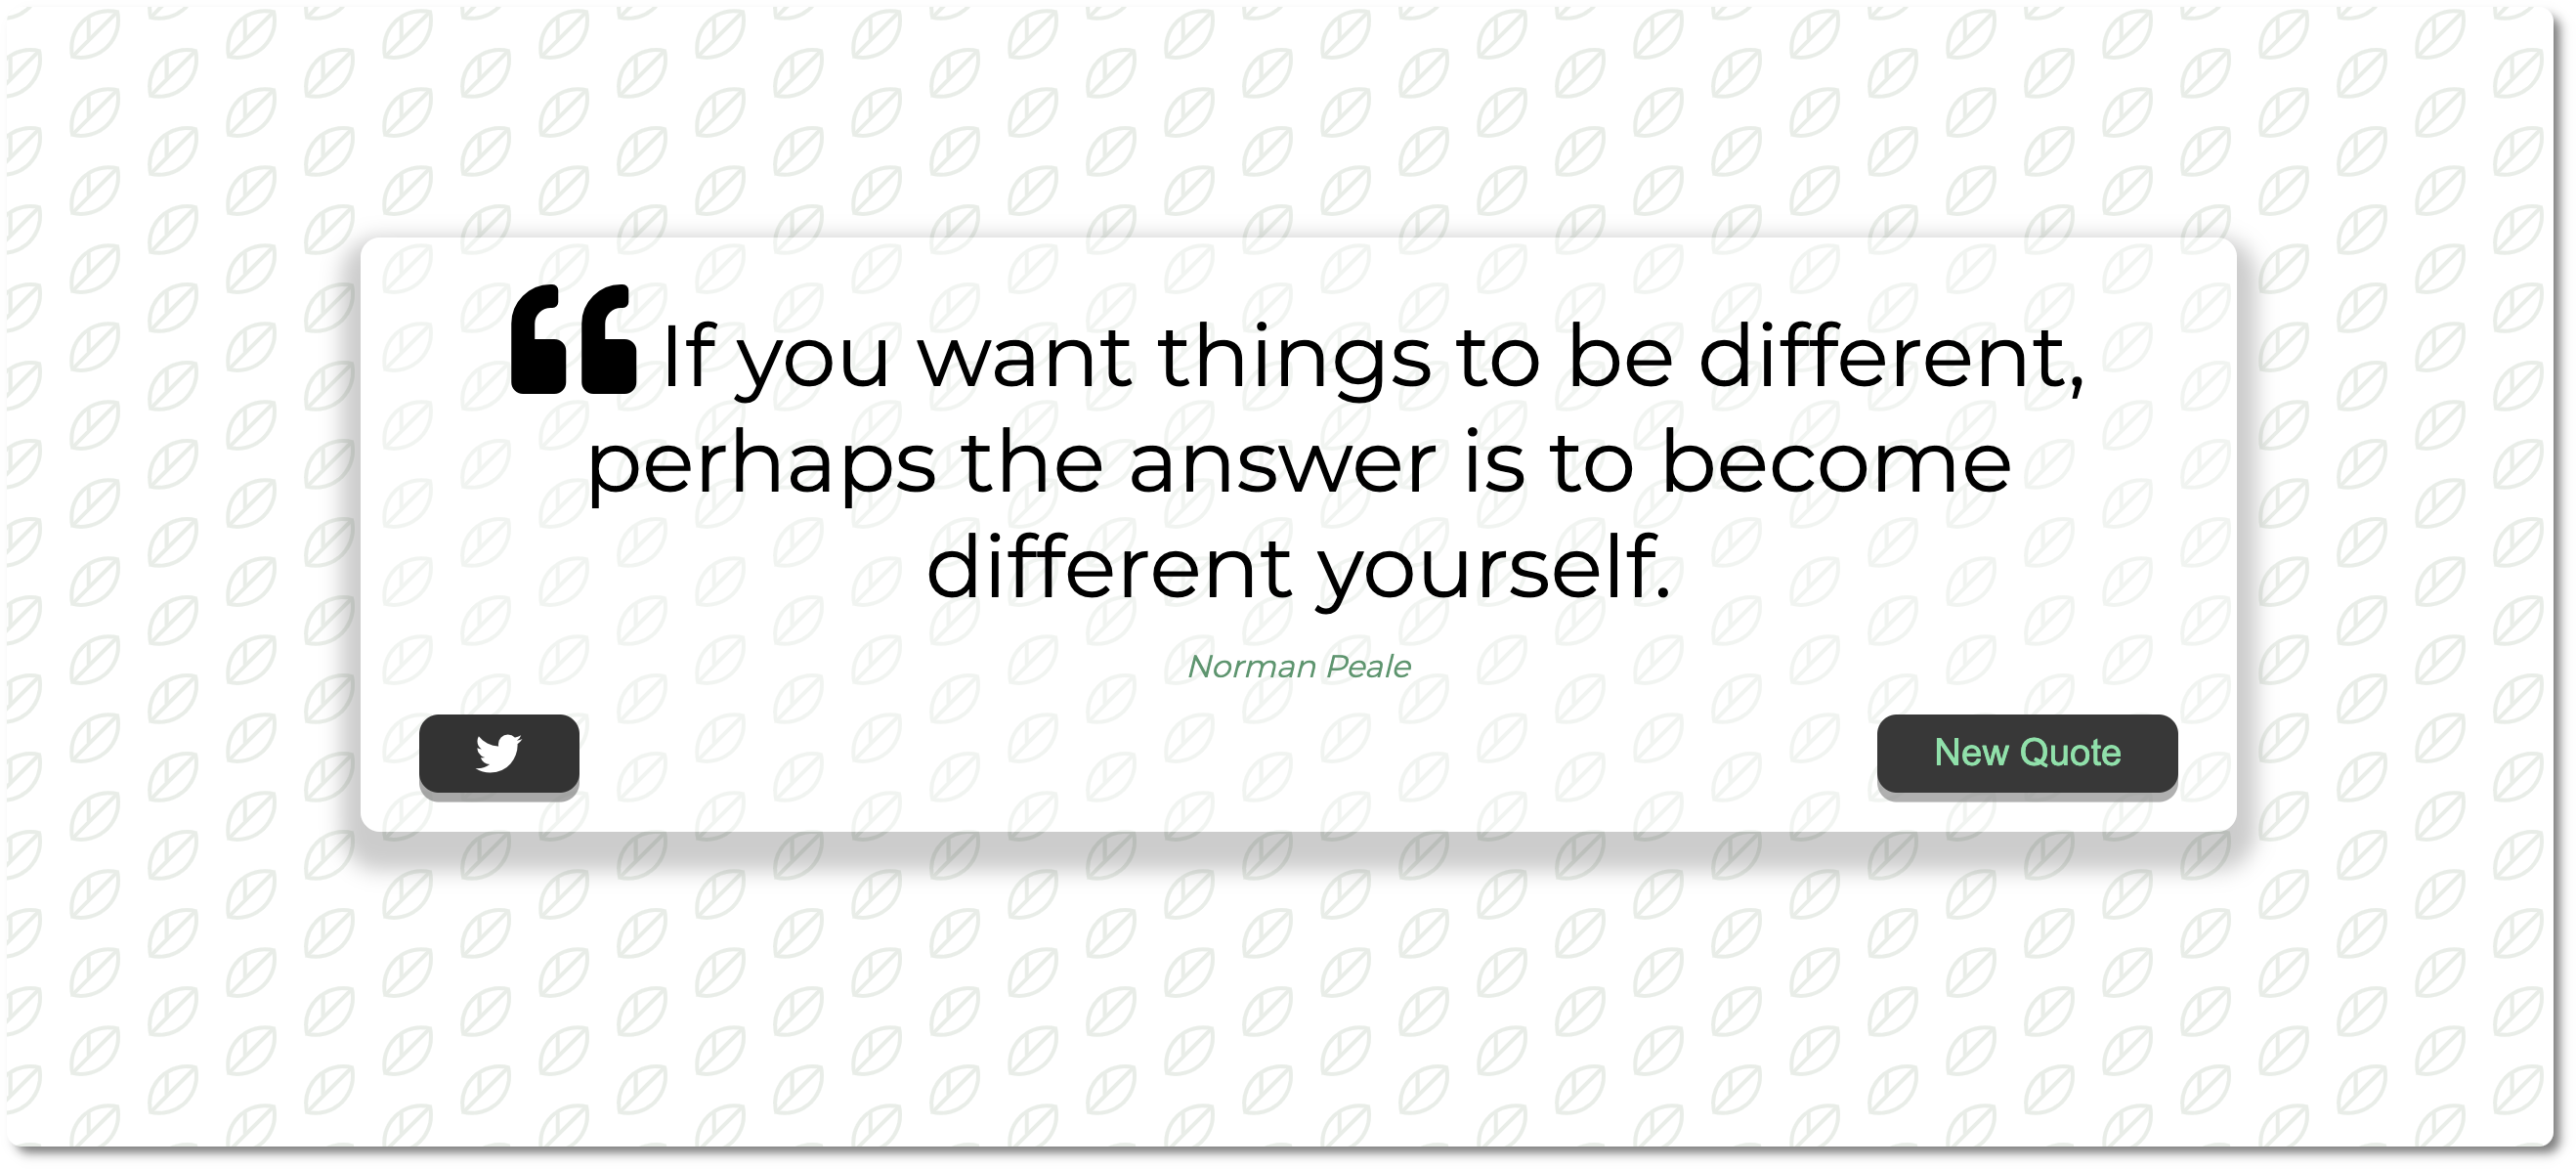 If you want things to be different,
perhaps the answer is to become
different yourself.
Norman Peale
New Quote